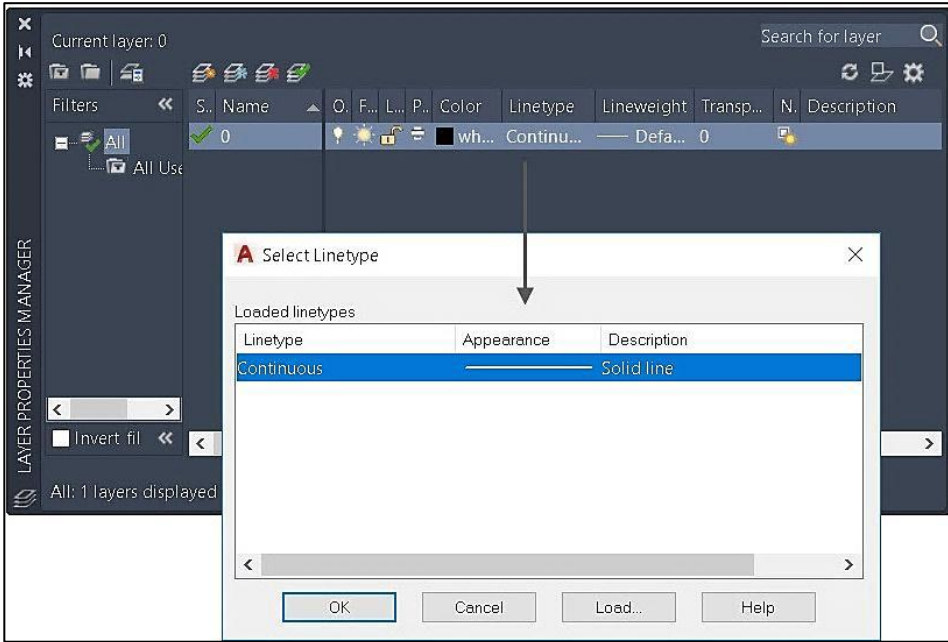 Current layer: 0
Search for layer
Filters « S.. Name O. F... L... P.. Color Linetype Lineweight Transp... N. Description
All
0 wh... Continu... Defa... 0
All Use
LAYER PROPERTIES MANAGER
Invert fil «
All: 1 layers displayed
A Select Linetype
Loaded linetypes
Linetype Appearance Description
Continuous Solid line
OK Cancel Load... Help